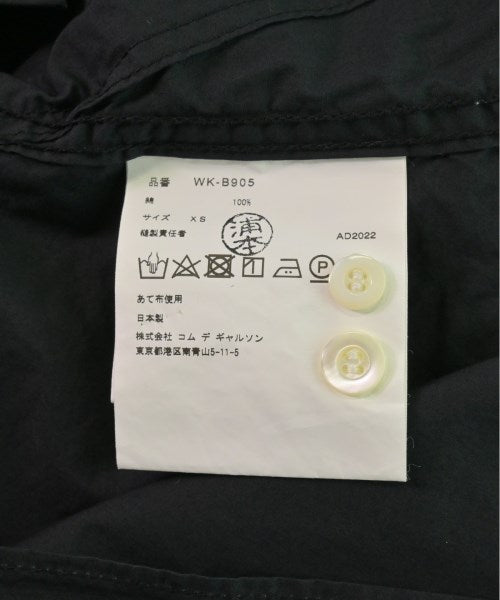 品番 WK-B905
綿 100%
サイズ XS
縫製責任者 浦本 AD2022
P
あて布使用
日本製
株式会社 コム デ ギャルソン
東京都港区南青山5-11-5